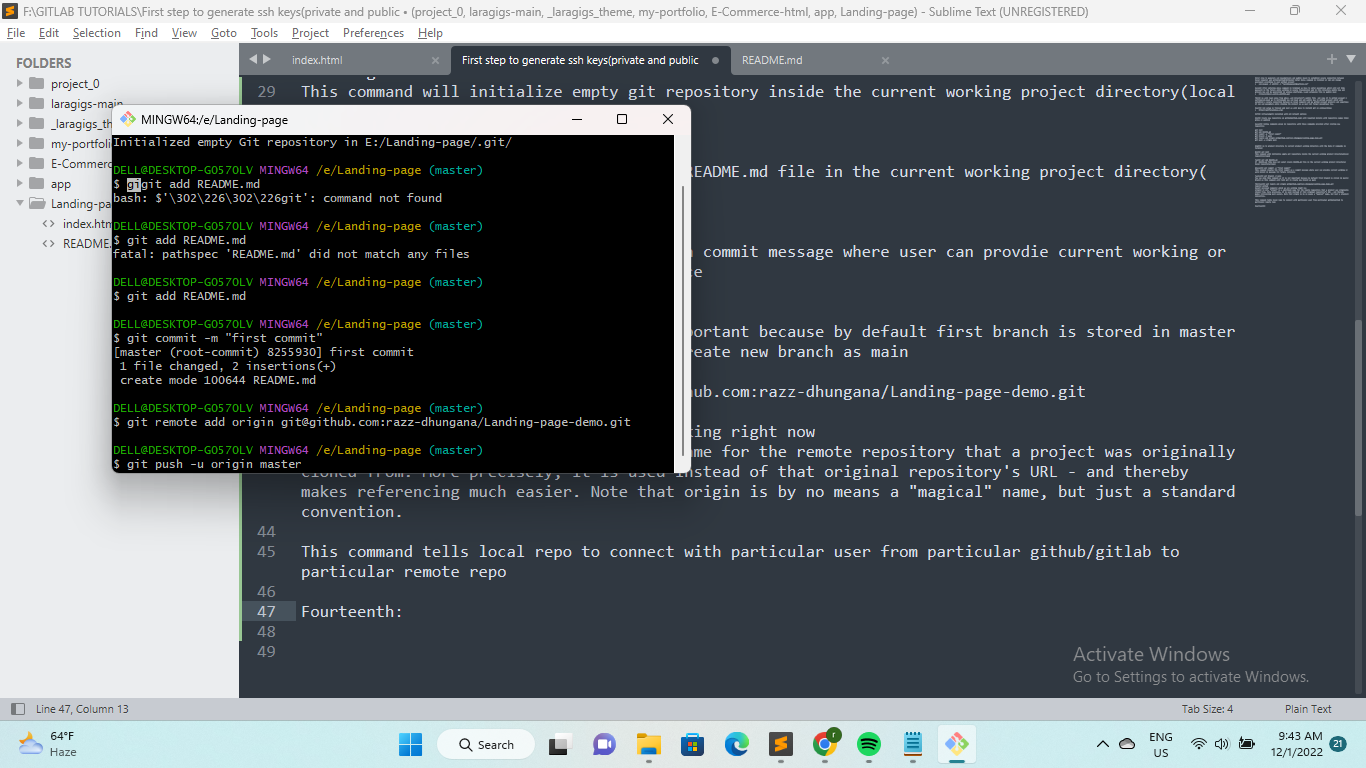 F:\GITLAB TUTORIALS\First step to generate ssh keys(private and public • (project_0, laragigs-main, _laragigs_theme, my-portfolio, E-Commerce-html, app, Landing-page) - Sublime Text (UNREGISTERED)
File Edit Selection Find View Goto Tools Project Preferences Help
FOLDERS
project_0
laragigs-main
_laragigs_th
my-portfoli
E-Commerc
app
Landing-pa
index.htm
README.
index.html
First step to generate ssh keys(private and public
README.md
29 This command will initialize empty git repository inside the current working project directory(local
README.md file in the current working project directory(
commit message where user can provdie current working or
ortant because by default first branch is stored in master
reate new branch as main
ub.com:razz-dhungana/Landing-page-demo.git
ing right now
me for the remote repository that a project was originally
cloned from. More precisely, it is used instead of that original repository's URL - and thereby
makes referencing much easier. Note that origin is by no means a "magical" name, but just a standard
convention.
44
45 This command tells local repo to connect with particular user from particular github/gitlab to
particular remote repo
46
47 Fourteenth:
48
49
MINGW64:/e/Landing-page
Initialized empty Git repository in E:/Landing-page/.git/
DELL@DESKTOP-G0570LV MINGW64 /e/Landing-page (master)
$ gigit add README.md
bash: $'\302\226\302\226git': command not found
DELL@DESKTOP-G0570LV MINGW64 /e/Landing-page (master)
$ git add README.md
fatal: pathspec 'README.md' did not match any files
DELL@DESKTOP-G0570LV MINGW64 /e/Landing-page (master)
$ git add README.md
DELL@DESKTOP-G0570LV MINGW64 /e/Landing-page (master)
$ git commit -m "first commit"
[master (root-commit) 8255930] first commit
1 file changed, 2 insertions(+)
create mode 100644 README.md
DELL@DESKTOP-G0570LV MINGW64 /e/Landing-page (master)
$ git remote add origin git@github.com:razz-dhungana/Landing-page-demo.git
DELL@DESKTOP-G0570LV MINGW64 /e/Landing-page (master)
$ git push -u origin master
Activate Windows
Go to Settings to activate Windows.
Line 47, Column 13
Tab Size: 4
Plain Text
64°F
Haze
Search
r
ENG
US
9:43 AM
12/1/2022
21